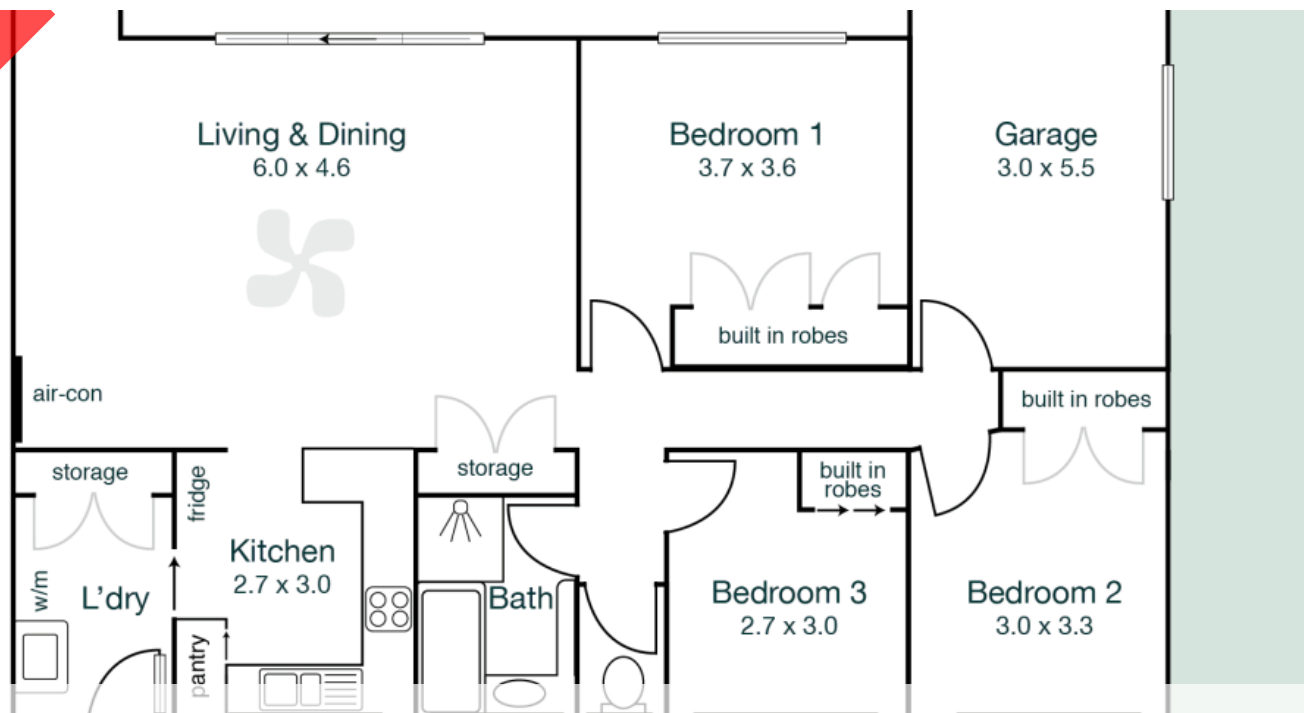 Living & Dining
6.0 x 4.6
Bedroom 1
3.7 x 3.6
Garage
3.0 x 5.5
built in robes
air-con
built in robes
storage
fridge
storage
built in
robes
Kitchen
2.7 x 3.0
w/m
L'dry
Bath
Bedroom 3
2.7 x 3.0
Bedroom 2
3.0 x 3.3
pantry